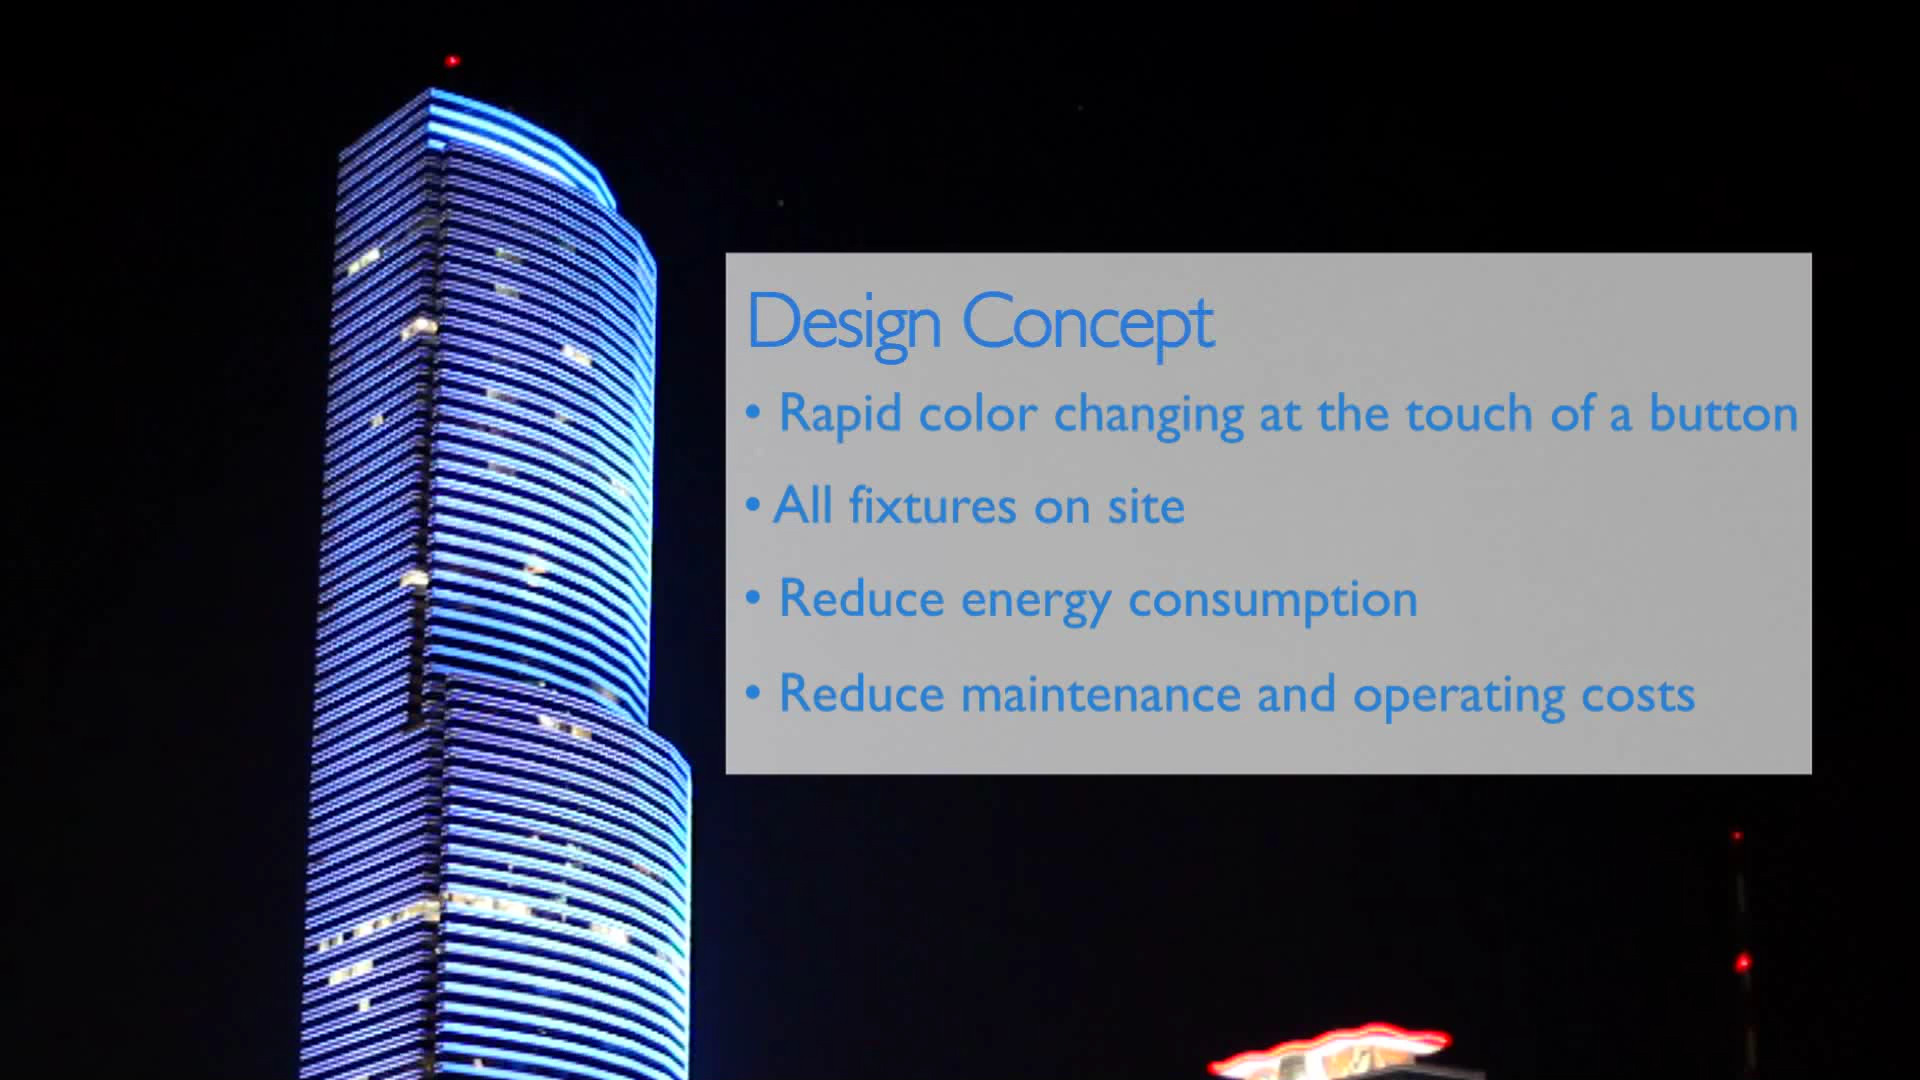 Design Concept
• Rapid color changing at the touch of a button
• All fixtures on site
• Reduce energy consumption
• Reduce maintenance and operating costs